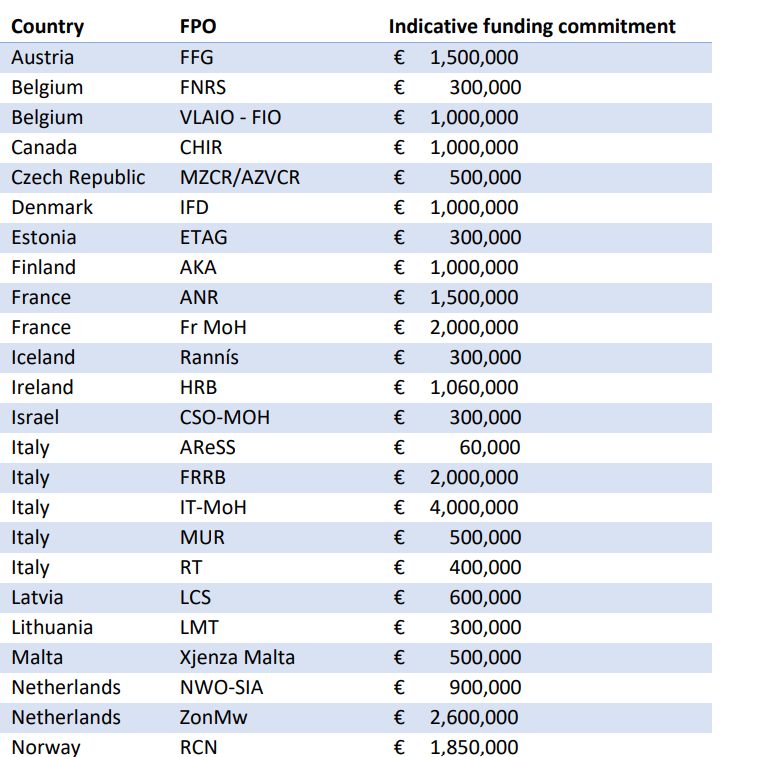 Country FPO Indicative funding commitment
Austria FFG € 1,500,000
Belgium FNRS € 300,000
Belgium VLAIO - FIO € 1,000,000
Canada CHIR € 1,000,000
Czech Republic MZCR/AZVCR € 500,000
Denmark IFD € 1,000,000
Estonia ETAG € 300,000
Finland AKA € 1,000,000
France ANR € 1,500,000
France Fr MoH € 2,000,000
Iceland Rannís € 300,000
Ireland HRB € 1,060,000
Israel CSO-MOH € 300,000
Italy AReSS € 60,000
Italy FRRB € 2,000,000
Italy IT-MoH € 4,000,000
Italy MUR € 500,000
Italy RT € 400,000
Latvia LCS € 600,000
Lithuania LMT € 300,000
Malta Xjenza Malta € 500,000
Netherlands NWO-SIA € 900,000
Netherlands ZonMw € 2,600,000
Norway RCN € 1,850,000